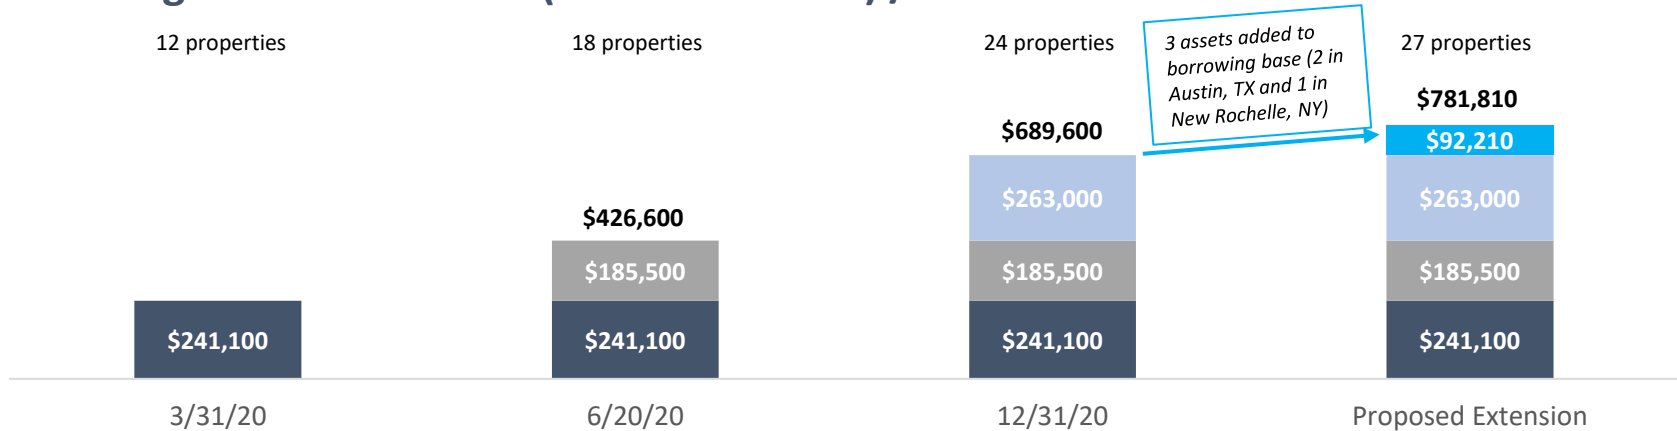 12 properties
18 properties
24 properties
27 properties
3 assets added to
borrowing base (2 in
Austin, TX and 1 in
New Rochelle, NY)
$781,810
$689,600
$92,210
$426,600
$263,000
$263,000
$185,500
$185,500
$185,500
$241,100
$241,100
$241,100
$241,100
3/31/20
6/20/20
12/31/20
Proposed Extension